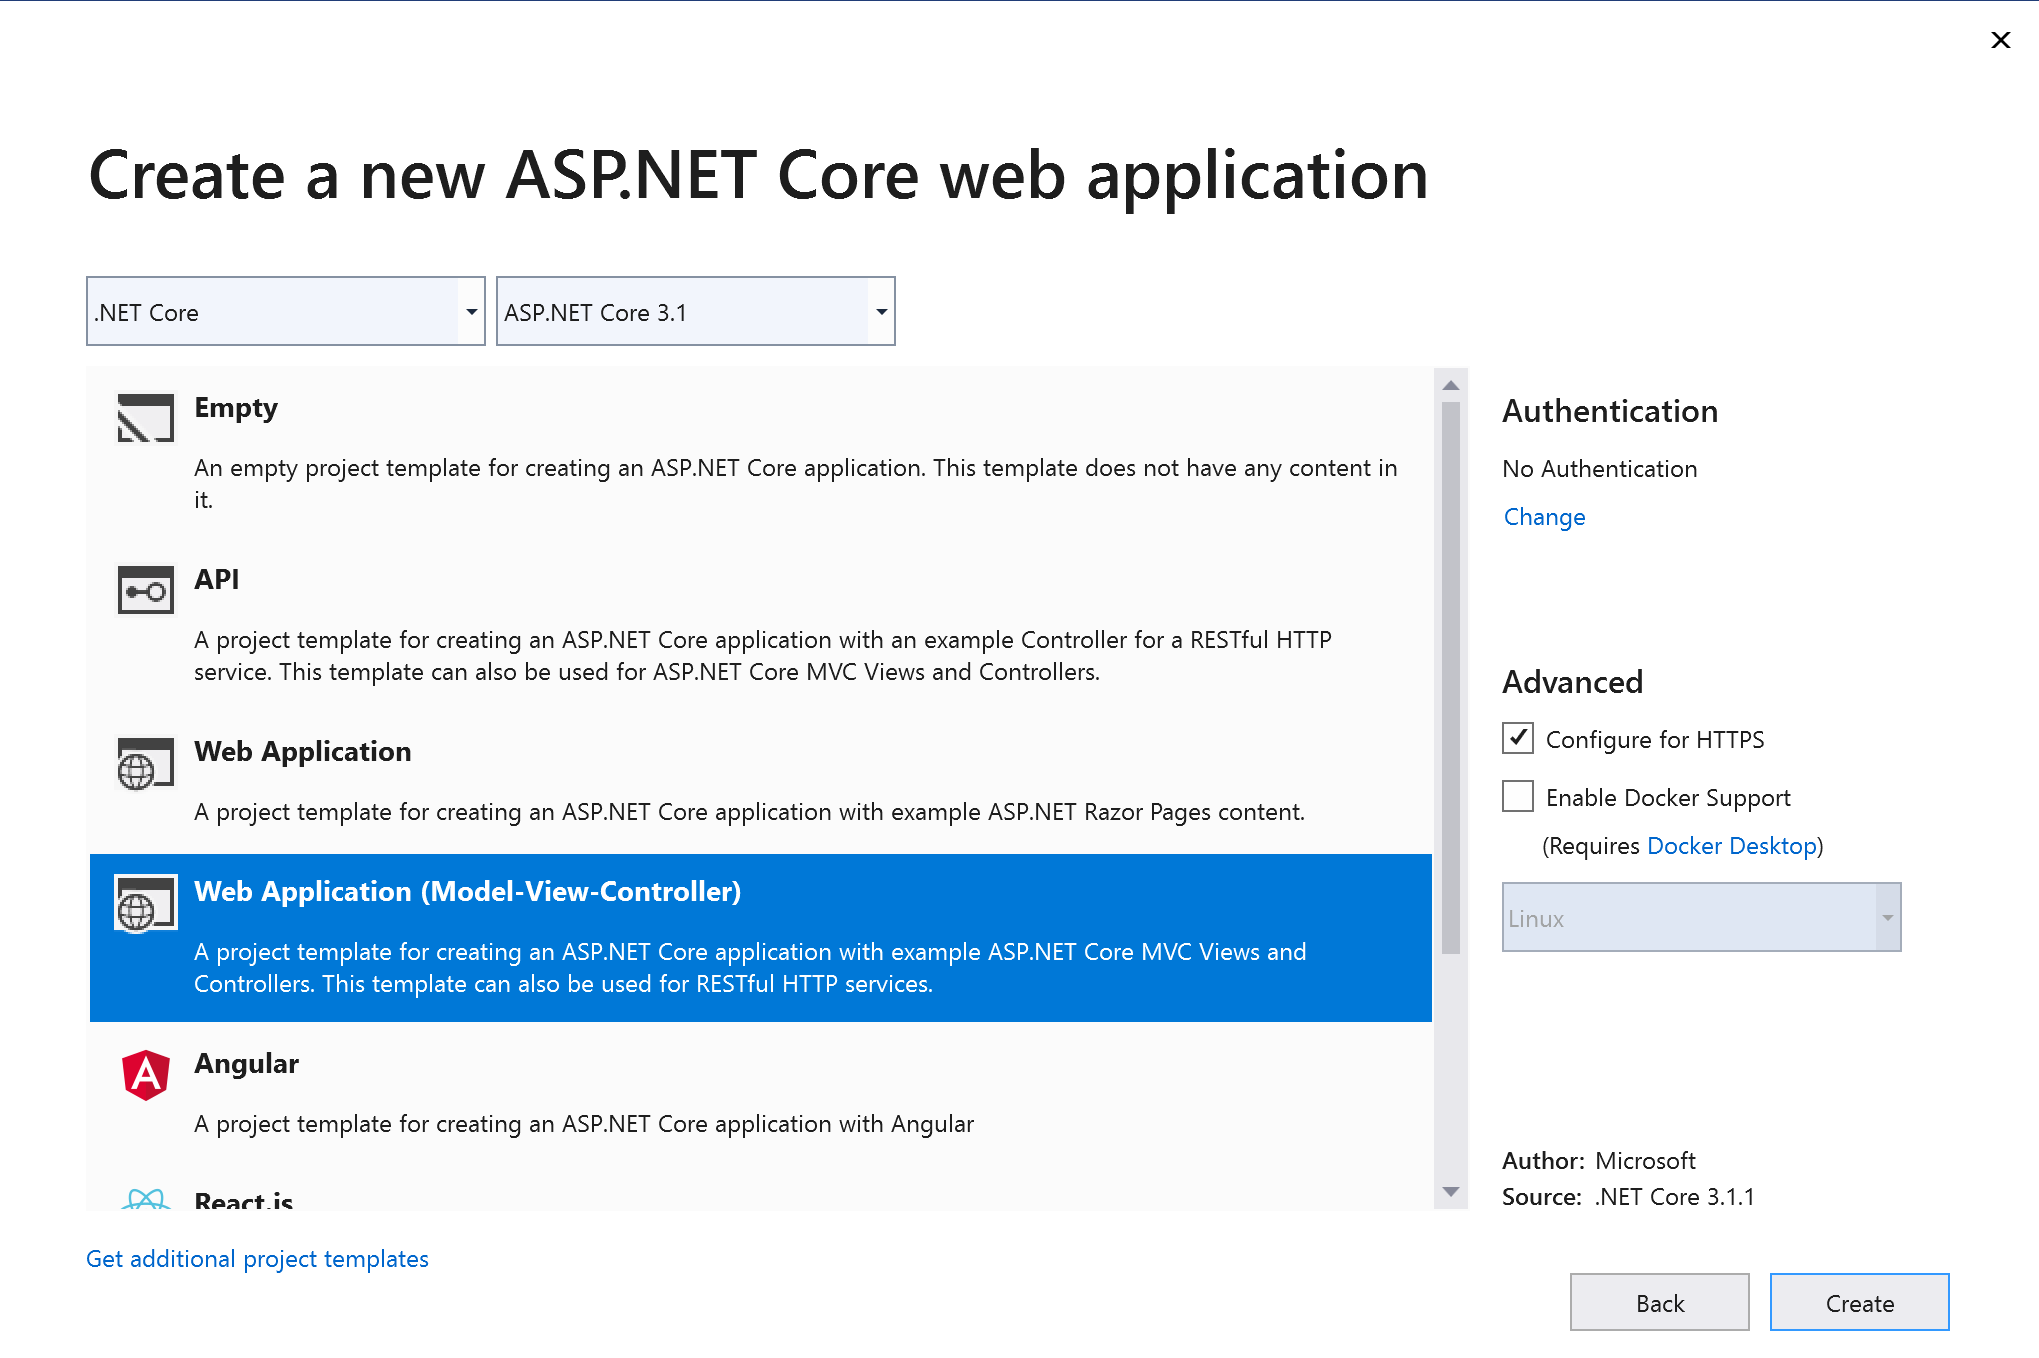 Create a new ASP.NET Core web application
.NET Core
ASP.NET Core 3.1
Empty
An empty project template for creating an ASP.NET Core application. This template does not have any content in
it.
API
A project template for creating an ASP.NET Core application with an example Controller for a RESTful HTTP
service. This template can also be used for ASP.NET Core MVC Views and Controllers.
Web Application
A project template for creating an ASP.NET Core application with example ASP.NET Razor Pages content.
Web Application (Model-View-Controller)
A project template for creating an ASP.NET Core application with example ASP.NET Core MVC Views and
Controllers. This template can also be used for RESTful HTTP services.
Angular
A project template for creating an ASP.NET Core application with Angular
React.js
Get additional project templates
Authentication
No Authentication
Change
Advanced
Configure for HTTPS
Enable Docker Support
(Requires Docker Desktop)
Linux
Author: Microsoft
Source: .NET Core 3.1.1
Back
Create